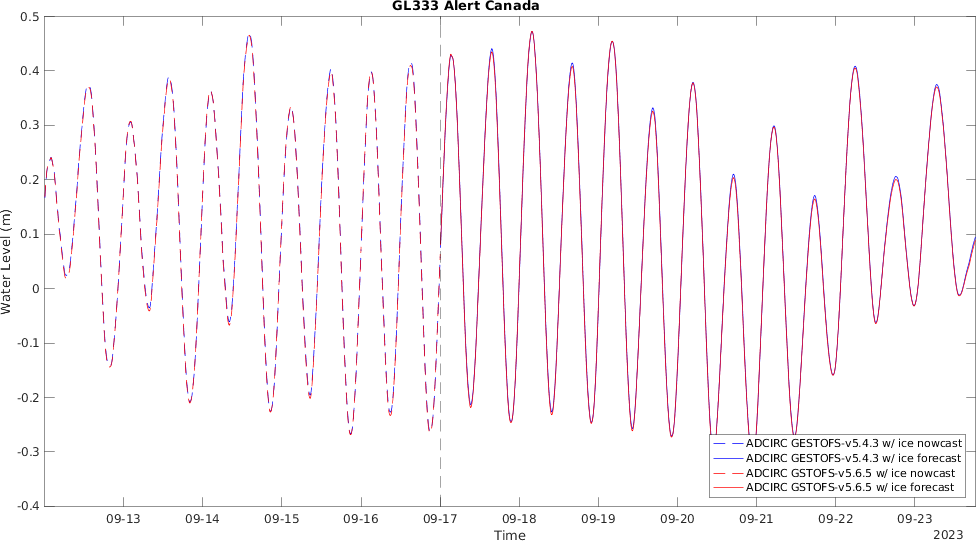 GL333 Alert Canada
0.5
0.4
0.3
0.2
0.1
0
-0.1
-0.2
-0.3
-0.4
Water Level (m)
ADCIRC GESTOFS-v5.4.3 w/ ice nowcast
ADCIRC GESTOFS-v5.4.3 w/ ice forecast
ADCIRC GSTOFS-v5.6.5 w/ ice nowcast
ADCIRC GSTOFS-v5.6.5 w/ ice forecast
09-13 09-14 09-15 09-16 09-17 09-18 09-19 09-20 09-21 09-22 09-23
Time
2023